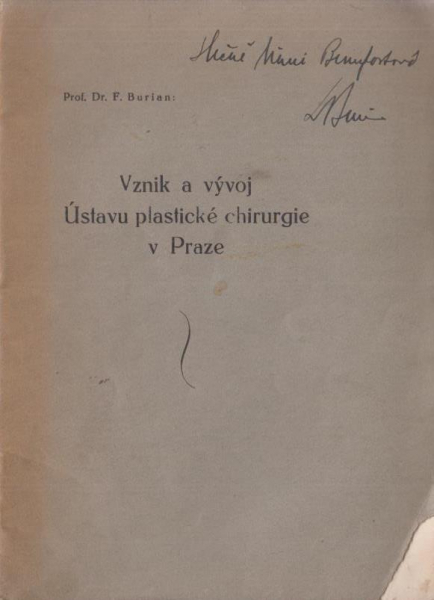 Prof. Dr. F. Burian:
Vznik a vývoj
Ústavu plastické chirurgie
v Praze